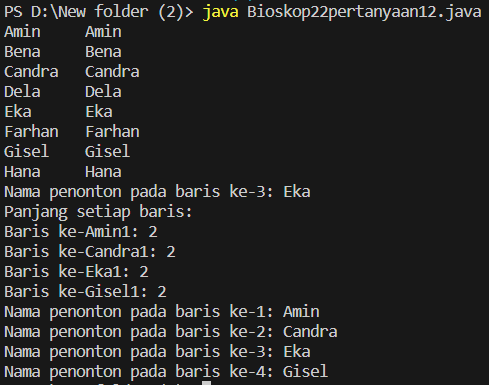 PS D:\New folder (2)> java Bioskop22pertanyaan12.java
Amin Amin
Bena Bena
Candra Candra
Dela Dela
Eka Eka
Farhan Farhan
Gisel Gisel
Hana Hana
Nama penonton pada baris ke-3: Eka
Panjang setiap baris:
Baris ke-Amin1: 2
Baris ke-Candra1: 2
Baris ke-Eka1: 2
Baris ke-Gisel1: 2
Nama penonton pada baris ke-1: Amin
Nama penonton pada baris ke-2: Candra
Nama penonton pada baris ke-3: Eka
Nama penonton pada baris ke-4: Gisel